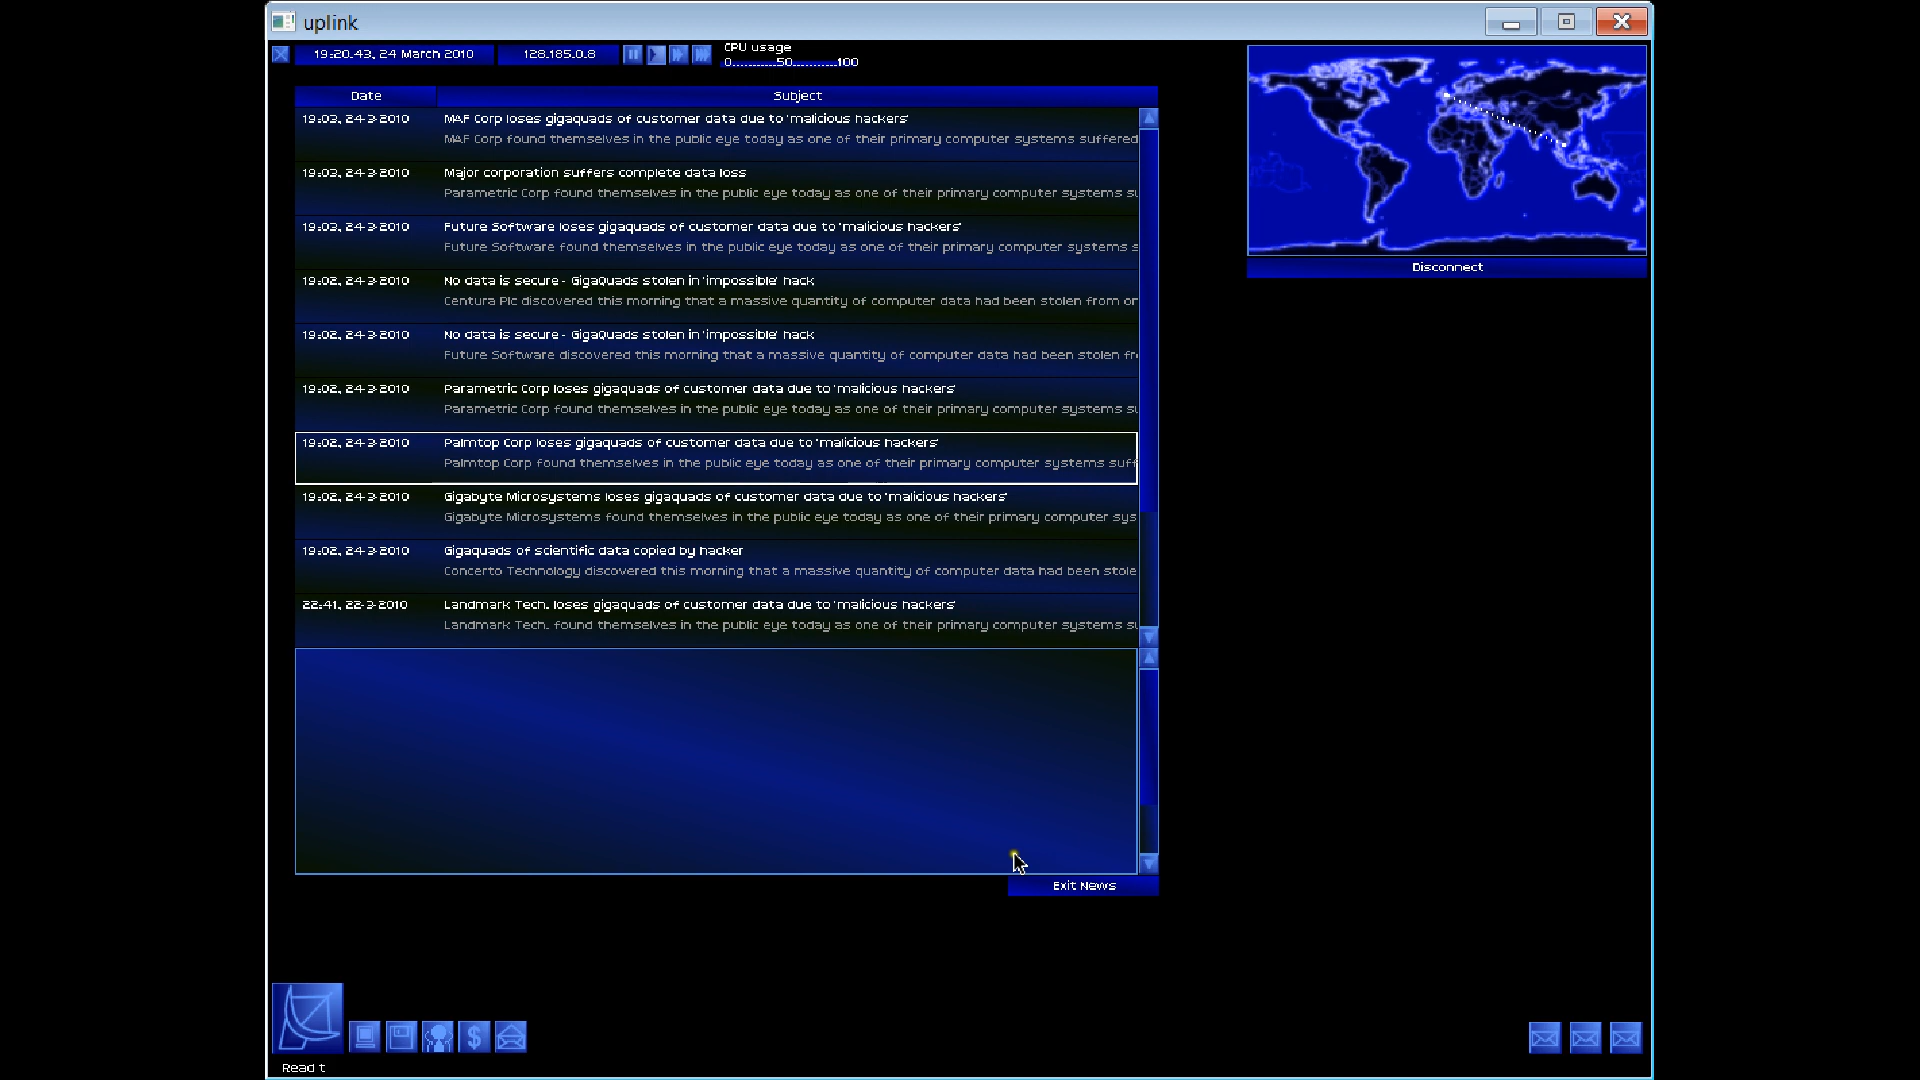 uplink
19:20.43, 24 March 2010
128.185.0.8
CPU usage
0 50 100
Date Subject
19:03, 24-3-2010 MAF Corp loses gigaquads of customer data due to 'malicious hackers'
MAF Corp found themselves in the public eye today as one of their primary computer systems suffered
19:03, 24-3-2010 Major corporation suffers complete data loss
Parametric Corp found themselves in the public eye today as one of their primary computer systems
19:03, 24-3-2010 Future Software loses gigaquads of customer data due to 'malicious hackers'
Future Software found themselves in the public eye today as one of their primary computer systems s
19:02, 24-3-2010 No data is secure - GigaQuads stolen in 'impossible' hack
Centura Plc discovered this morning that a massive quantity of computer data had been stolen from or
19:02, 24-3-2010 No data is secure - GigaQuads stolen in 'impossible' hack
Future Software discovered this morning that a massive quantity of computer data had been stolen fr
19:02, 24-3-2010 Parametric Corp loses gigaquads of customer data due to 'malicious hackers'
Parametric Corp found themselves in the public eye today as one of their primary computer systems
19:02, 24-3-2010 Palmtop Corp loses gigaquads of customer data due to 'malicious hackers'
Palmtop Corp found themselves in the public eye today as one of their primary computer systems suff
19:02, 24-3-2010 Gigabyte Microsystems loses gigaquads of customer data due to 'malicious hackers'
Gigabyte Microsystems found themselves in the public eye today as one of their primary computer sys
19:02, 24-3-2010 Gigaquads of scientific data copied by hacker
Concerto Technology discovered this morning that a massive quantity of computer data had been stole
22:41, 22-3-2010 Landmark Tech. loses gigaquads of customer data due to 'malicious hackers'
Landmark Tech. found themselves in the public eye today as one of their primary computer systems
Exit News
Disconnect
Read t